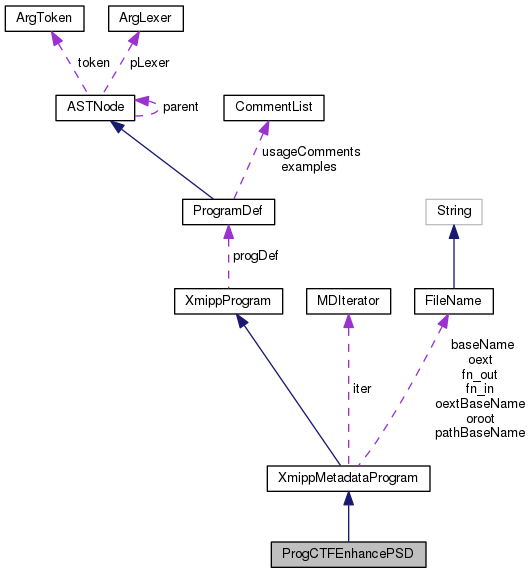 ArgToken
ArgLexer
token
pLexer
ASTNode
parent
CommentList
usageComments
examples
ProgramDef
String
progDef
XmippProgram
MDIterator
FileName
baseName
oext
fn_out
fn_in
iter
oextBaseName
oroot
pathBaseName
XmippMetadataProgram
ProgCTFEnhancePSD